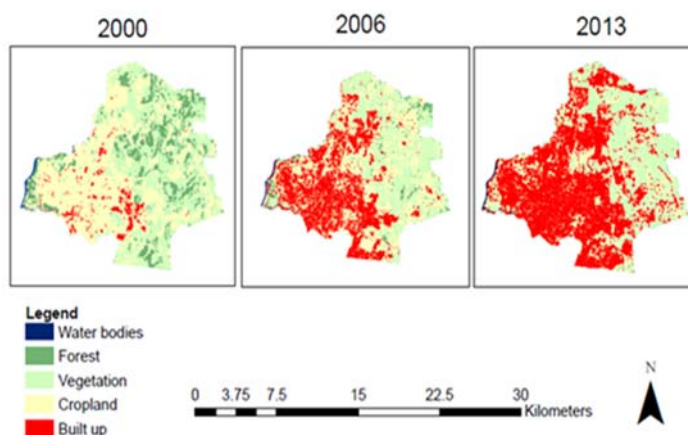 2000 2006 2013
Legend
Water bodies
Forest
Vegetation
Cropland
Built up
0 3.75 7.5 15 22.5 30
Kilometers
N